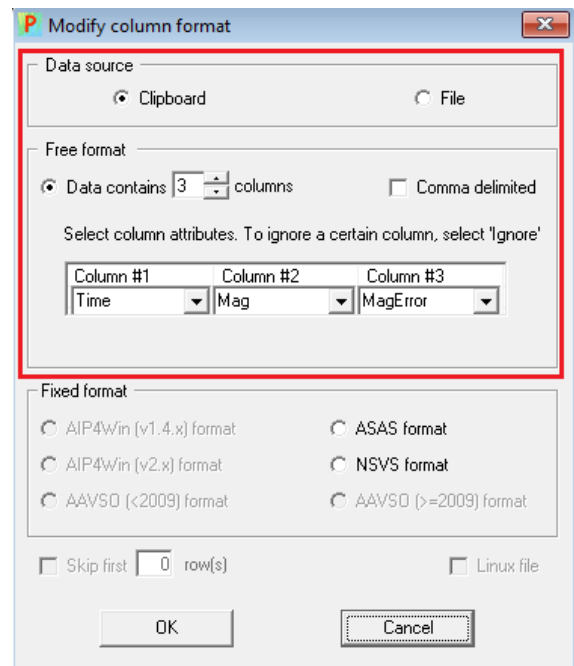 P Modify column format
Data source
Clipboard File
Free format
Data contains 3 columns Comma delimited
Select column attributes. To ignore a certain column, select 'Ignore'
Column #1 Column #2 Column #3
Time Mag MagError
Fixed format
AIP4Win (v1.4.x) format ASAS format
AIP4Win (v2.x) format NSVS format
AAVSO (<2009) format AAVSO (>=2009) format
Skip first 0 row(s) Linux file
OK Cancel